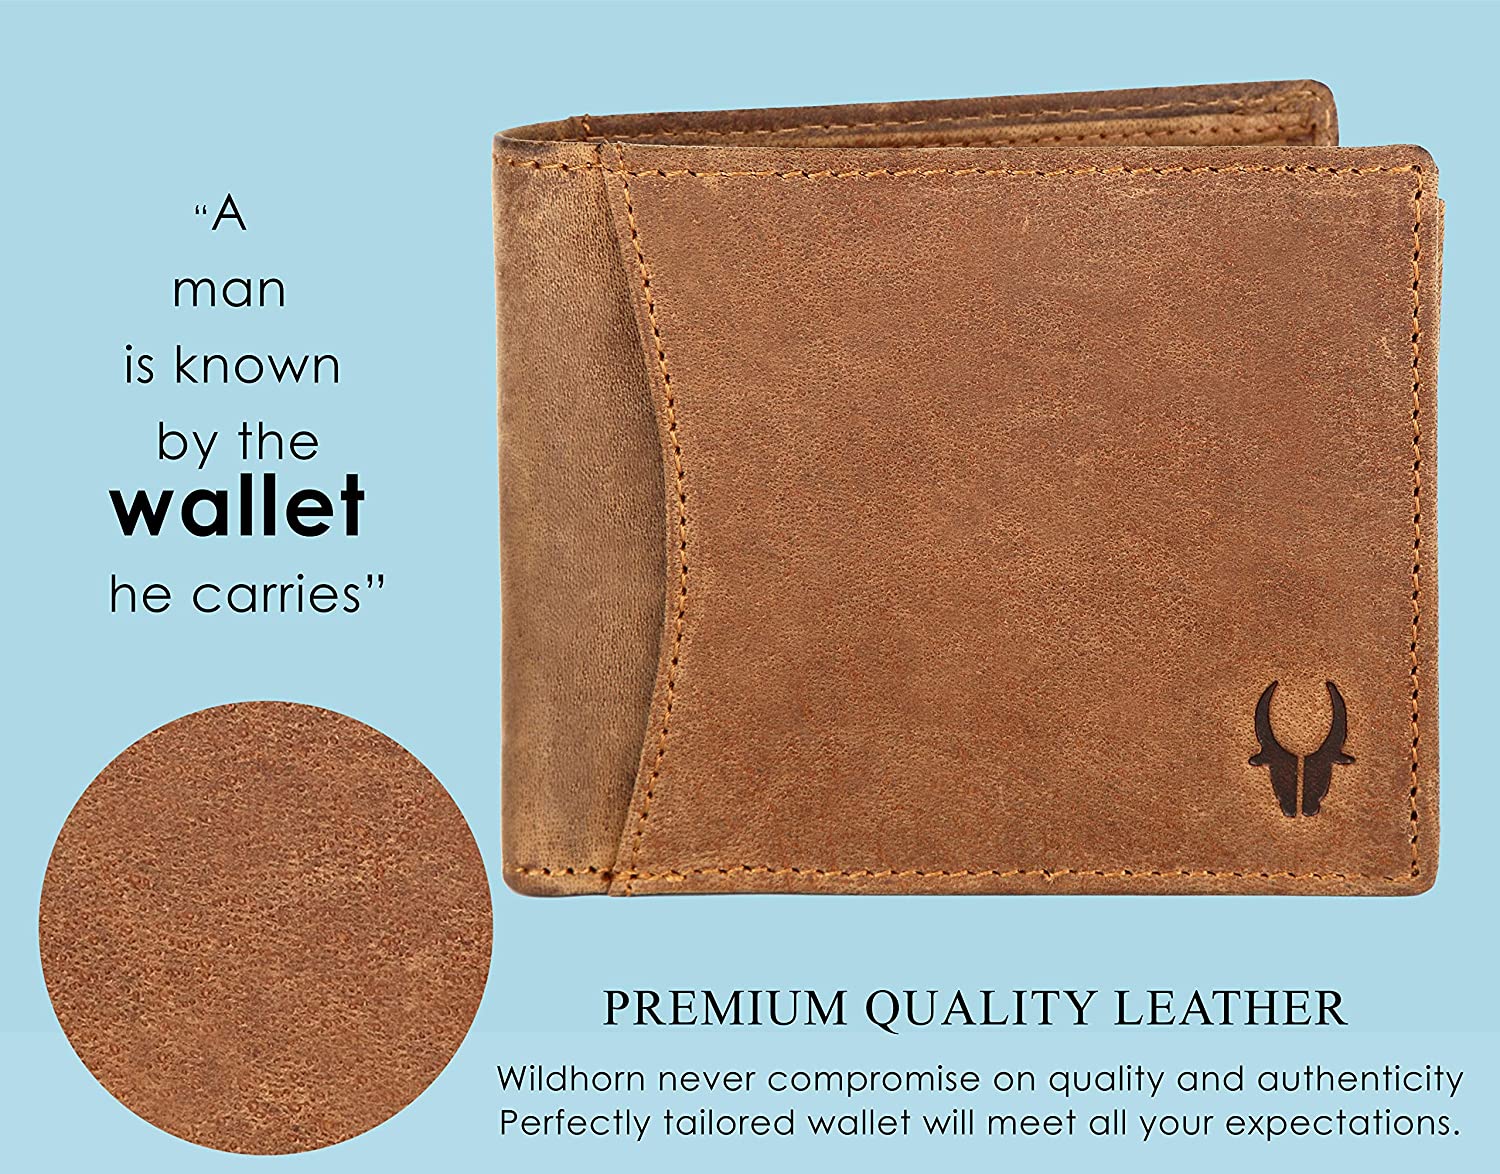 “A
man
is known
by the
wallet
he carries”
PREMIUM QUALITY LEATHER
Wildhorn never compromise on quality and authenticity
Perfectly tailored wallet will meet all your expectations.